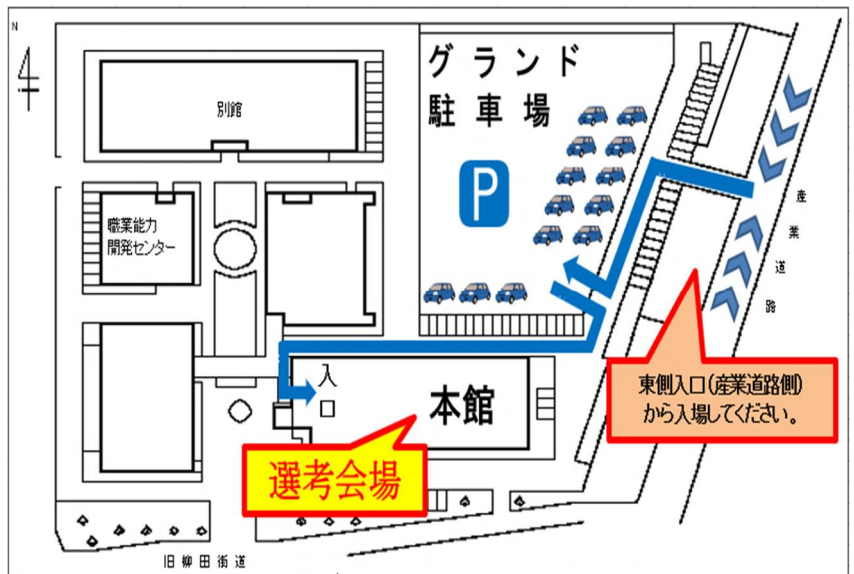 N
別館
グランド
駐車場
P
職業能力
開発センター
産業道路
東側入口(産業道路側)
から入場してください。
入口
本館
選考会場
旧柳田街道